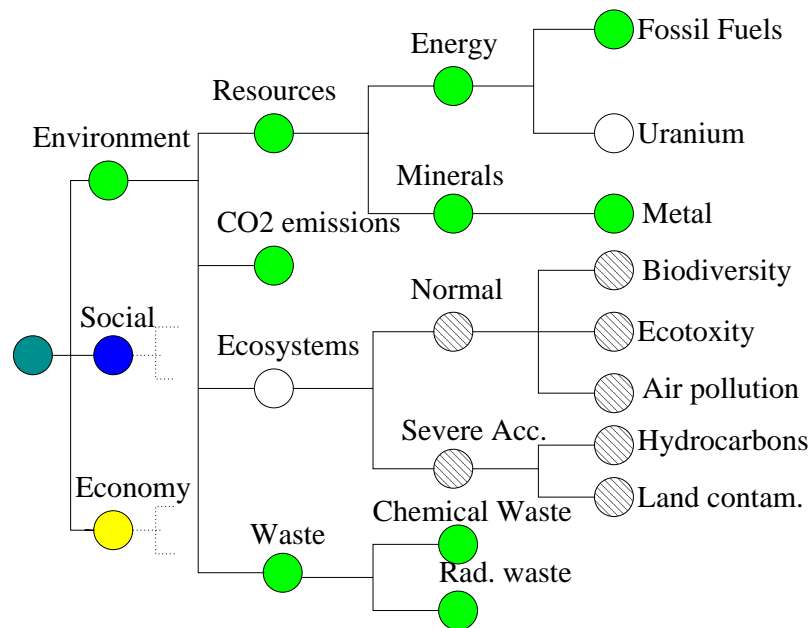 Fossil Fuels
Energy
Resources
Uranium
Environment
Minerals
Metal
CO2 emissions
Biodiversity
Normal
Social
Ecosystems
Ecotoxity
Air pollution
Severe Acc.
Hydrocarbons
Economy
Land contam.
Chemical Waste
Waste
Rad. waste